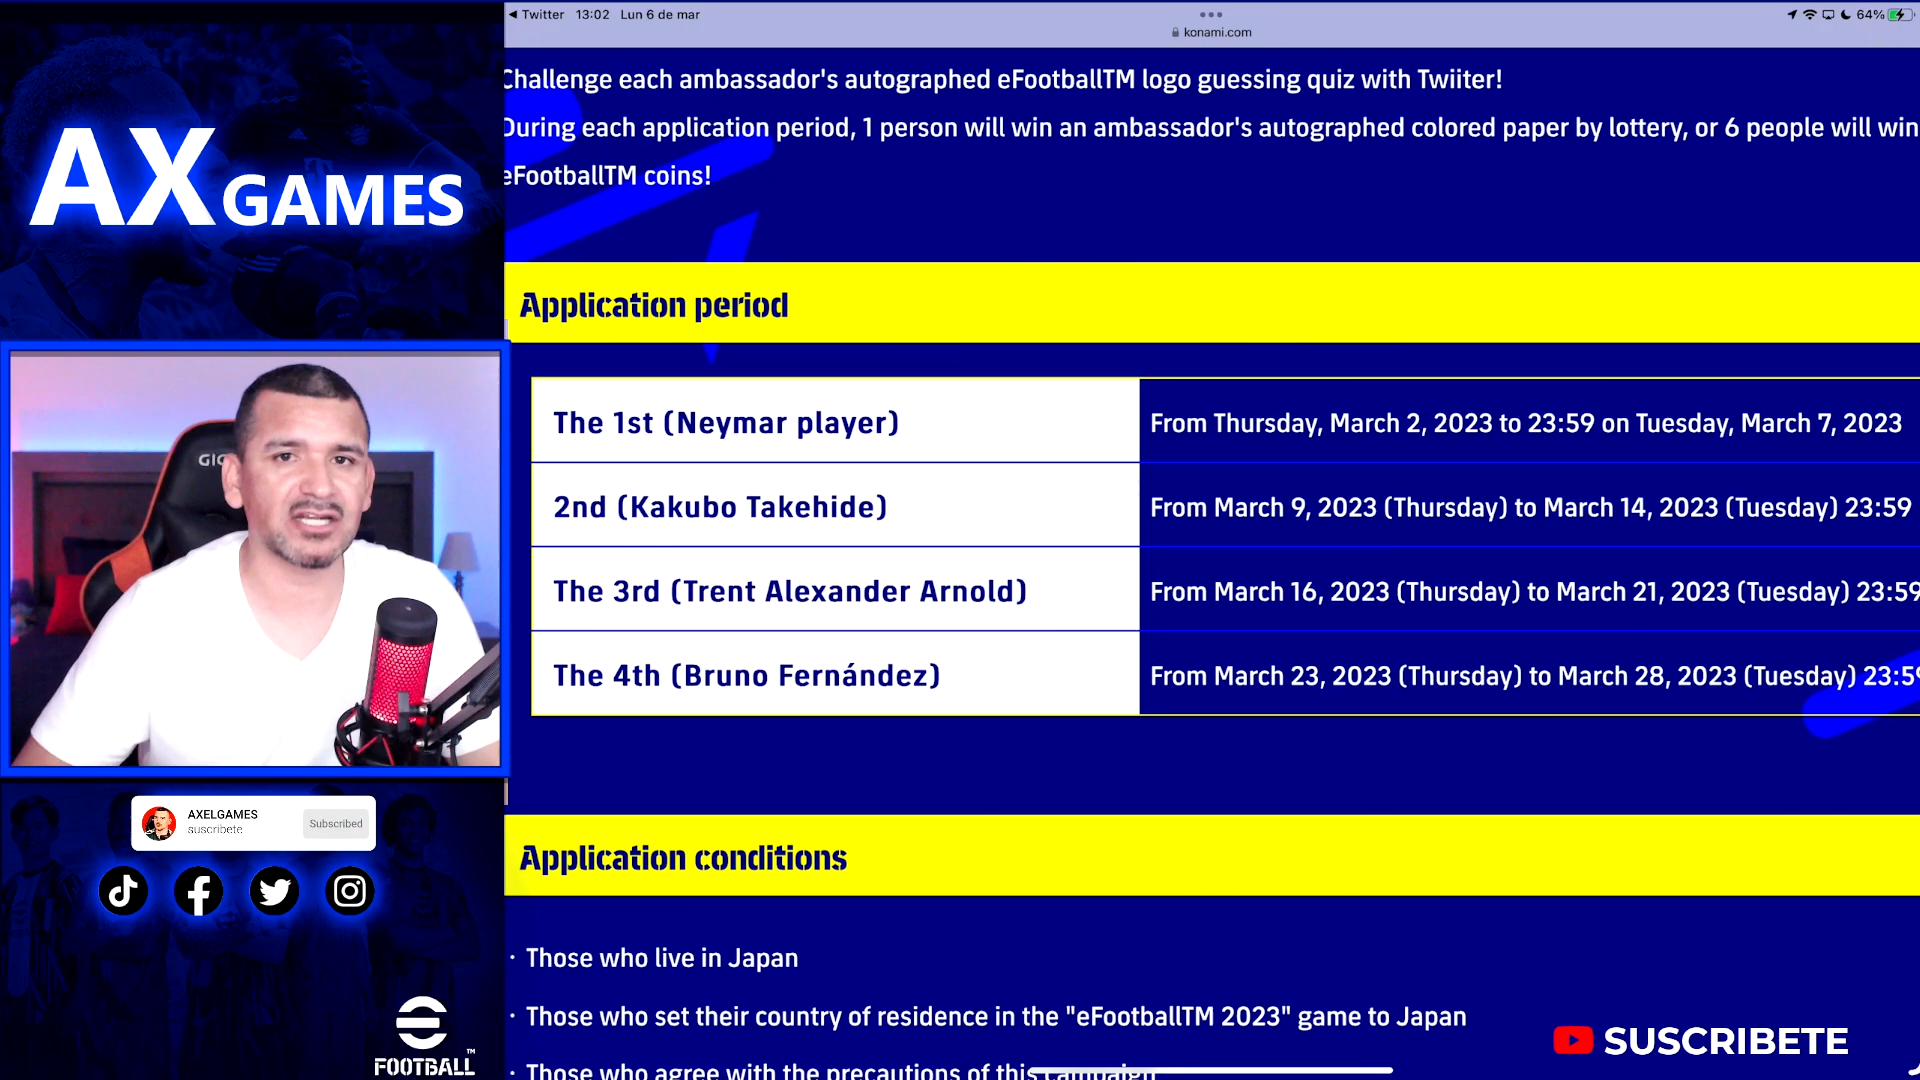 Twitter 13:02 Lun 6 de mar
konami.com
64%
Challenge each ambassador's autographed eFootballTM logo guessing quiz with Twiiter!
During each application period, 1 person will win an ambassador's autographed colored paper by lottery, or 6 people will win
eFootballTM coins!
AX GAMES
Application period
The 1st (Neymar player) From Thursday, March 2, 2023 to 23:59 on Tuesday, March 7, 2023
2nd (Kakubo Takehide) From March 9, 2023 (Thursday) to March 14, 2023 (Tuesday) 23:59
The 3rd (Trent Alexander Arnold) From March 16, 2023 (Thursday) to March 21, 2023 (Tuesday) 23:59
The 4th (Bruno Fernández) From March 23, 2023 (Thursday) to March 28, 2023 (Tuesday) 23:59
GIG
AXELGAMES
suscribete
Subscribed
Application conditions
· Those who live in Japan
· Those who set their country of residence in the "eFootballTM 2023" game to Japan
· Those who agree with the precautions of this campaign
FOOTBALL™
SUSCRIBETE